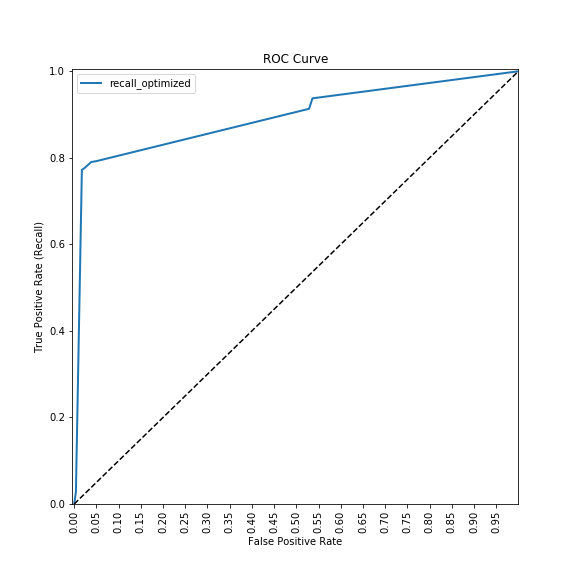 ROC Curve
recall_optimized
1.0
0.8
0.6
0.4
0.2
0.0
True Positive Rate (Recall)
0.00 0.05 0.10 0.15 0.20 0.25 0.30 0.35 0.40 0.45 0.50 0.55 0.60 0.65 0.70 0.75 0.80 0.85 0.90 0.95
False Positive Rate